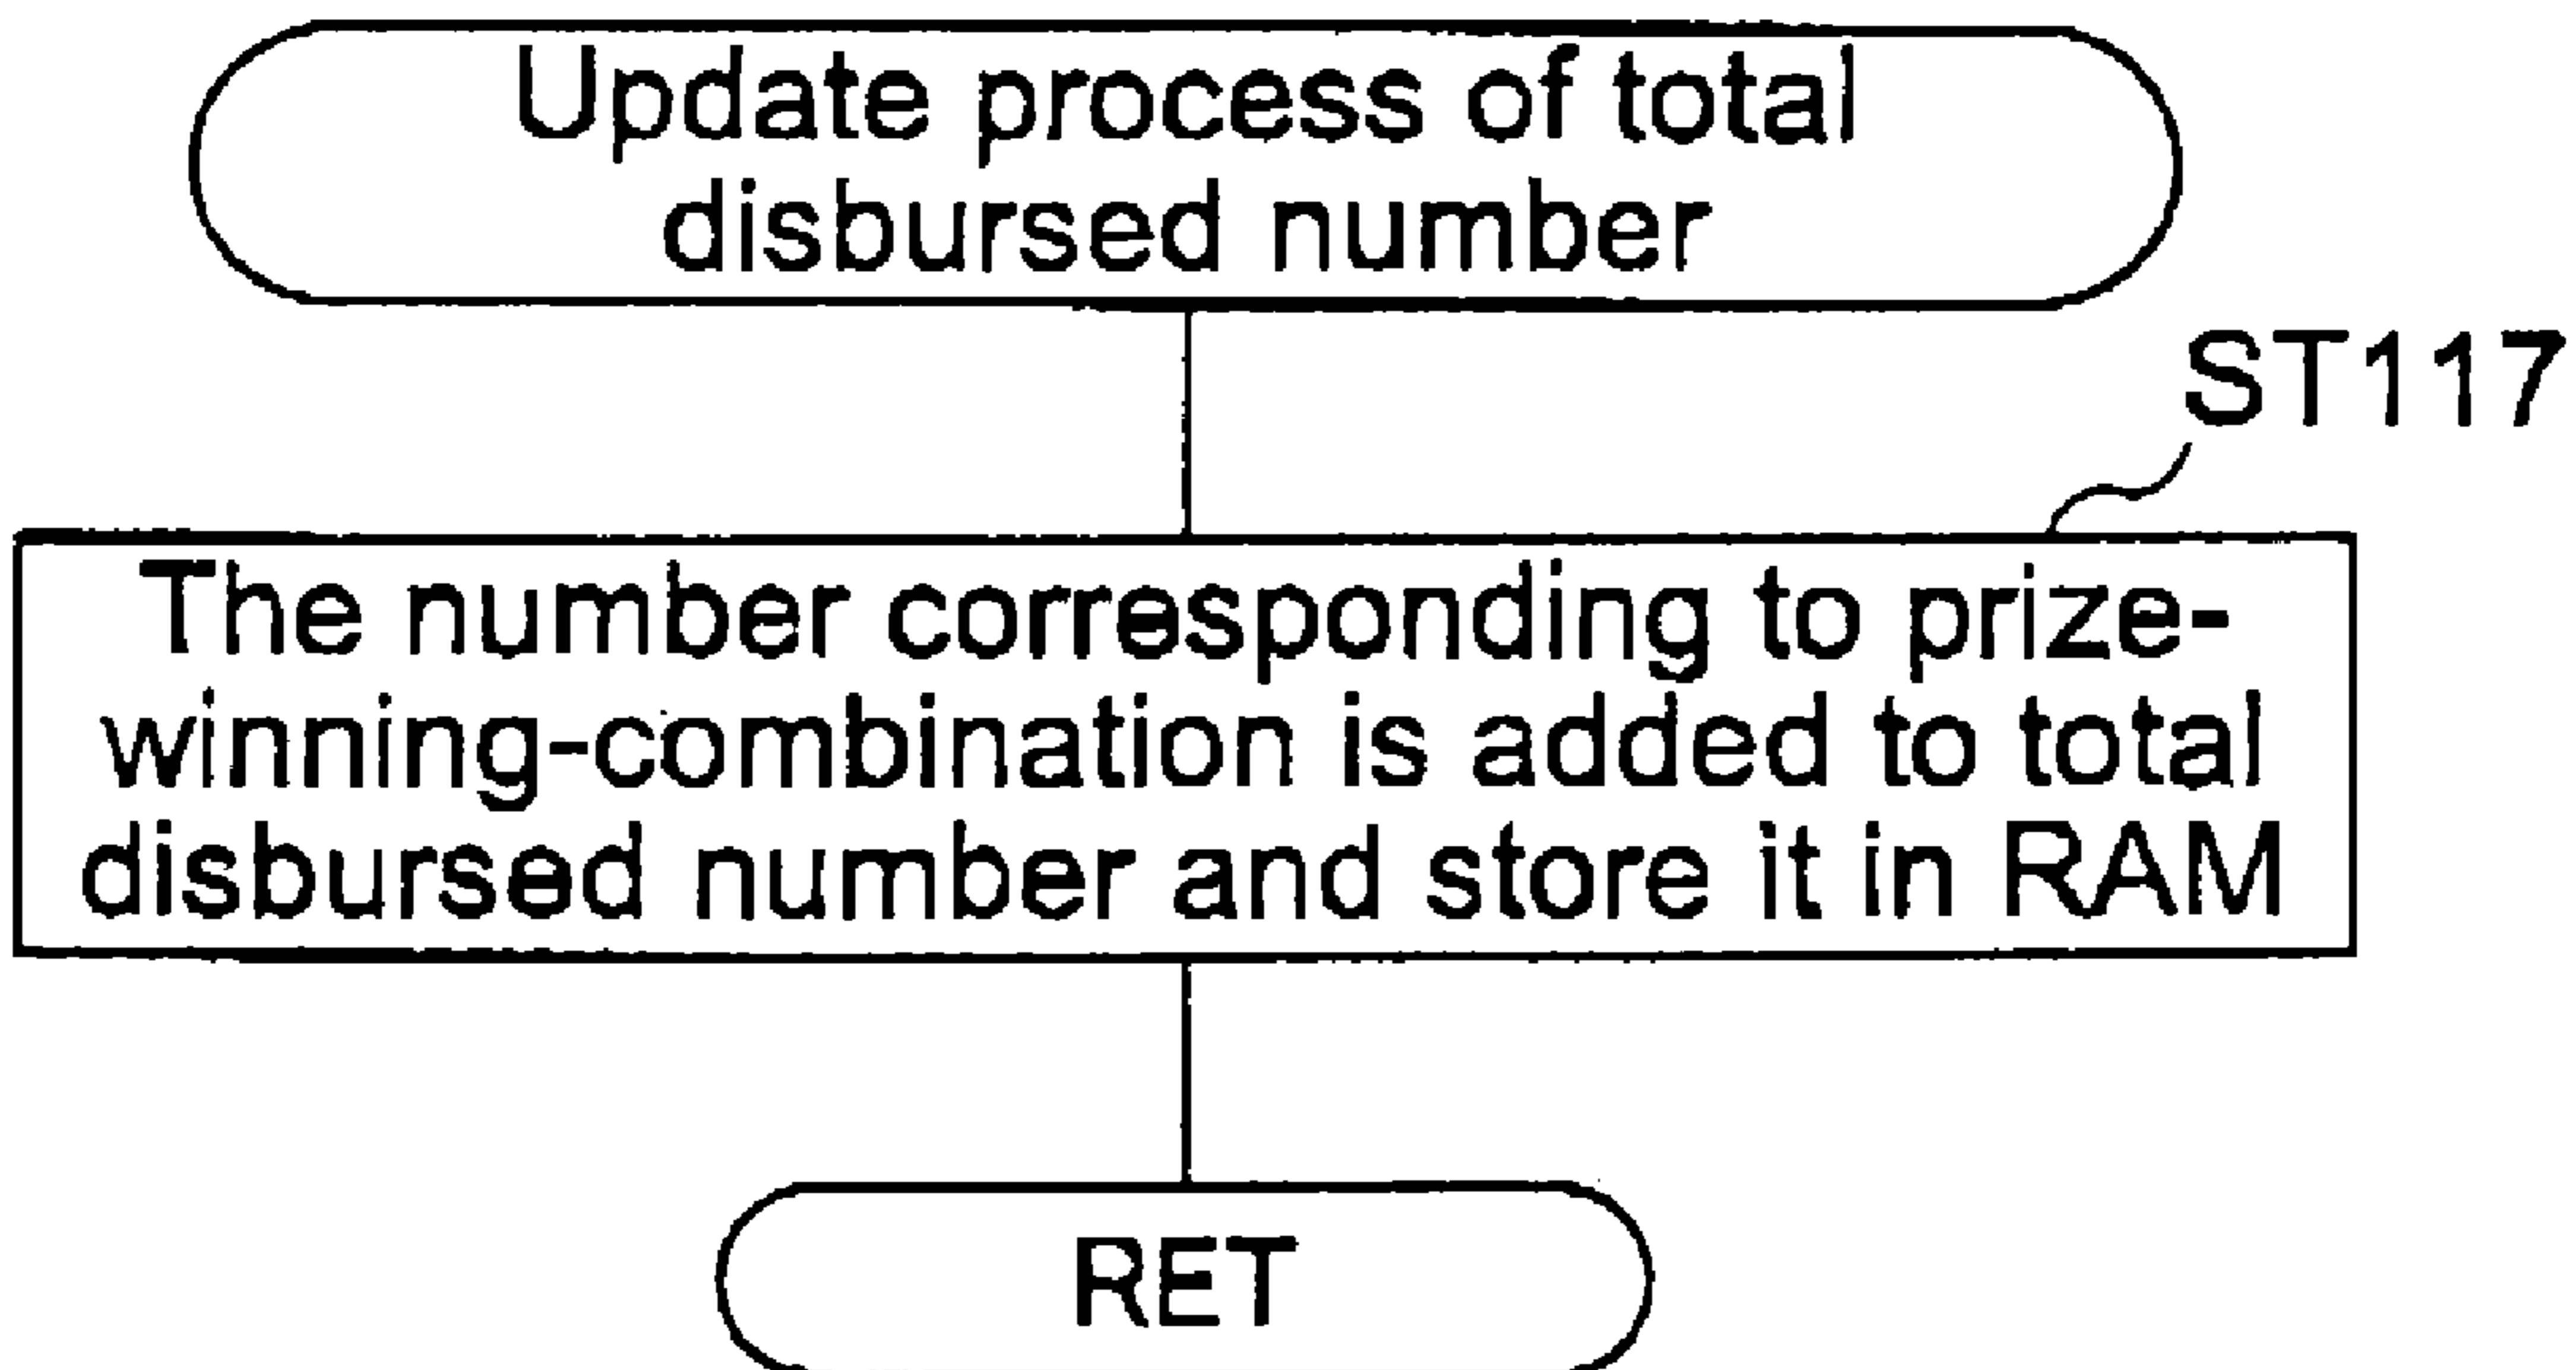 Update process of total
disbursed number
ST117
The number corresponding to prize-
winning-combination is added to total
disbursed number and store it in RAM
RET